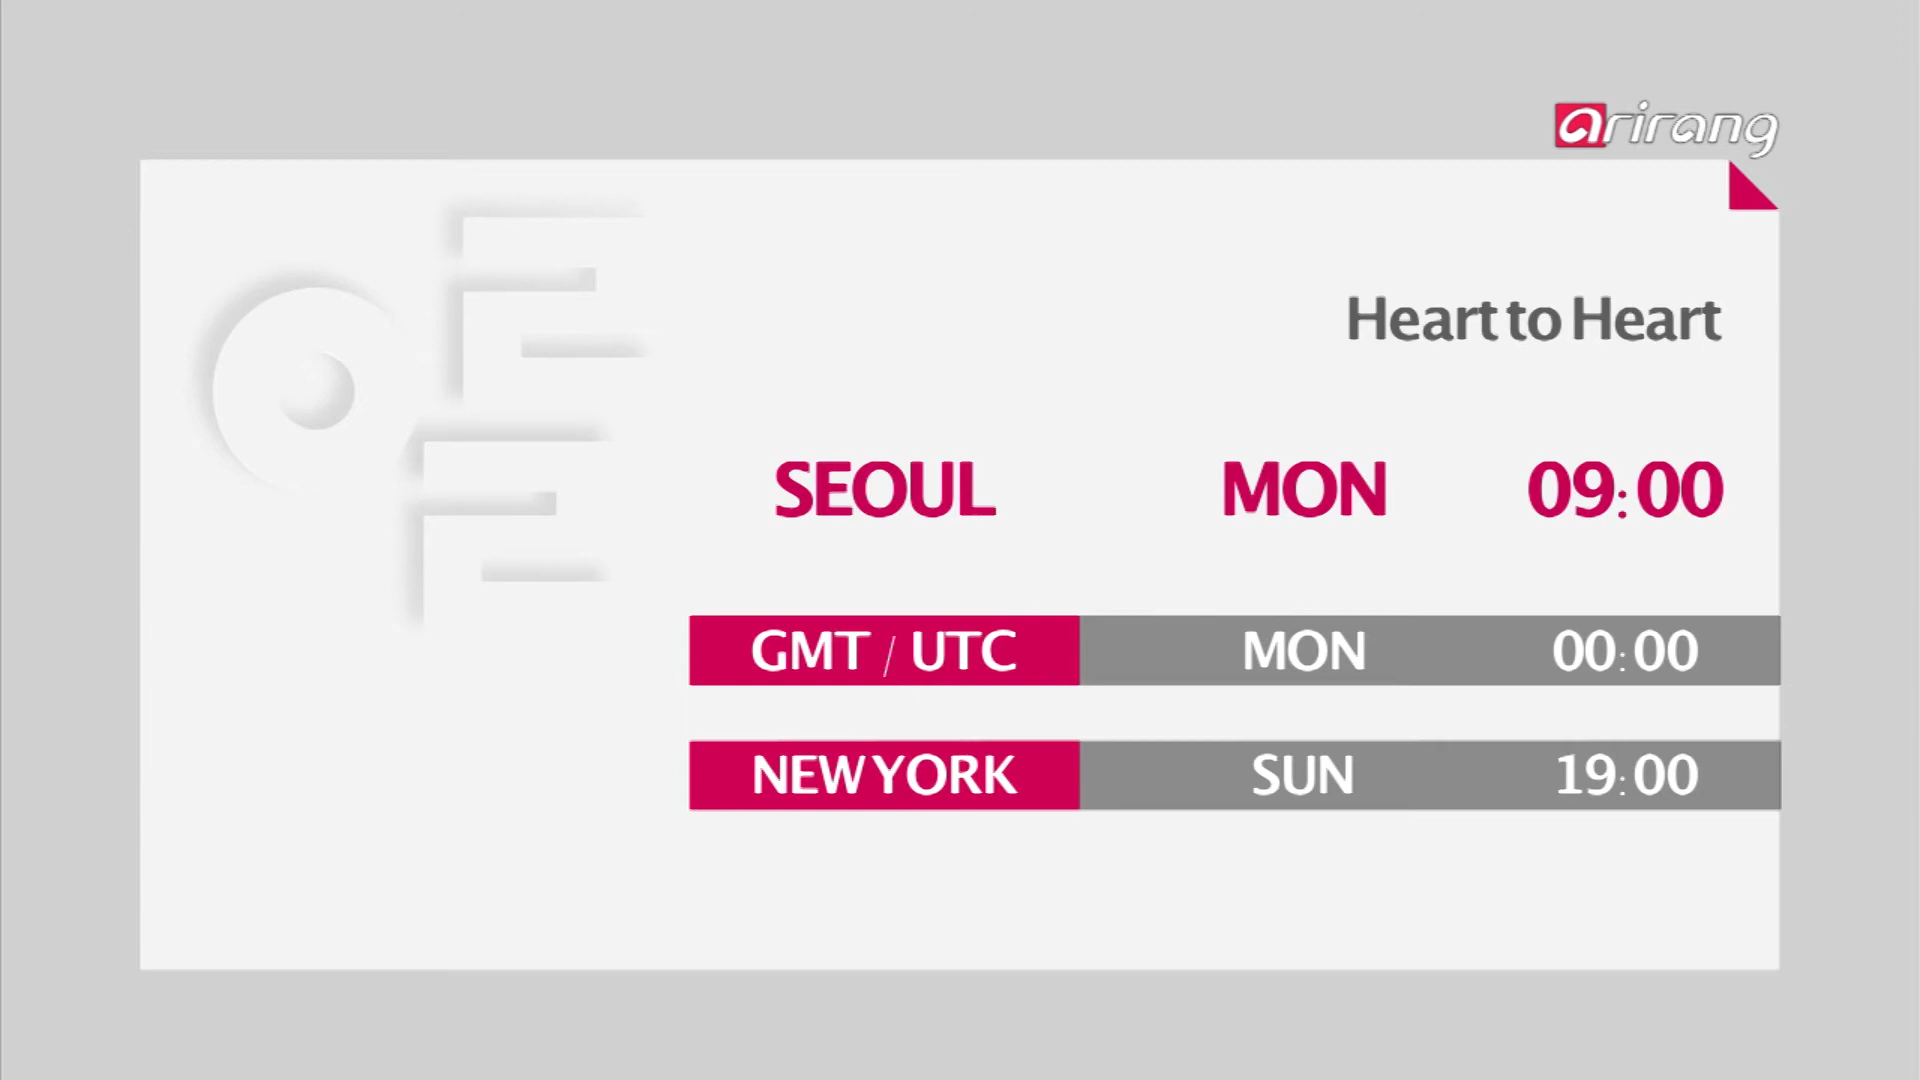 arirang
Heart to Heart
SEOUL MON 09:00
GMT / UTC MON 00:00
NEW YORK SUN 19:00